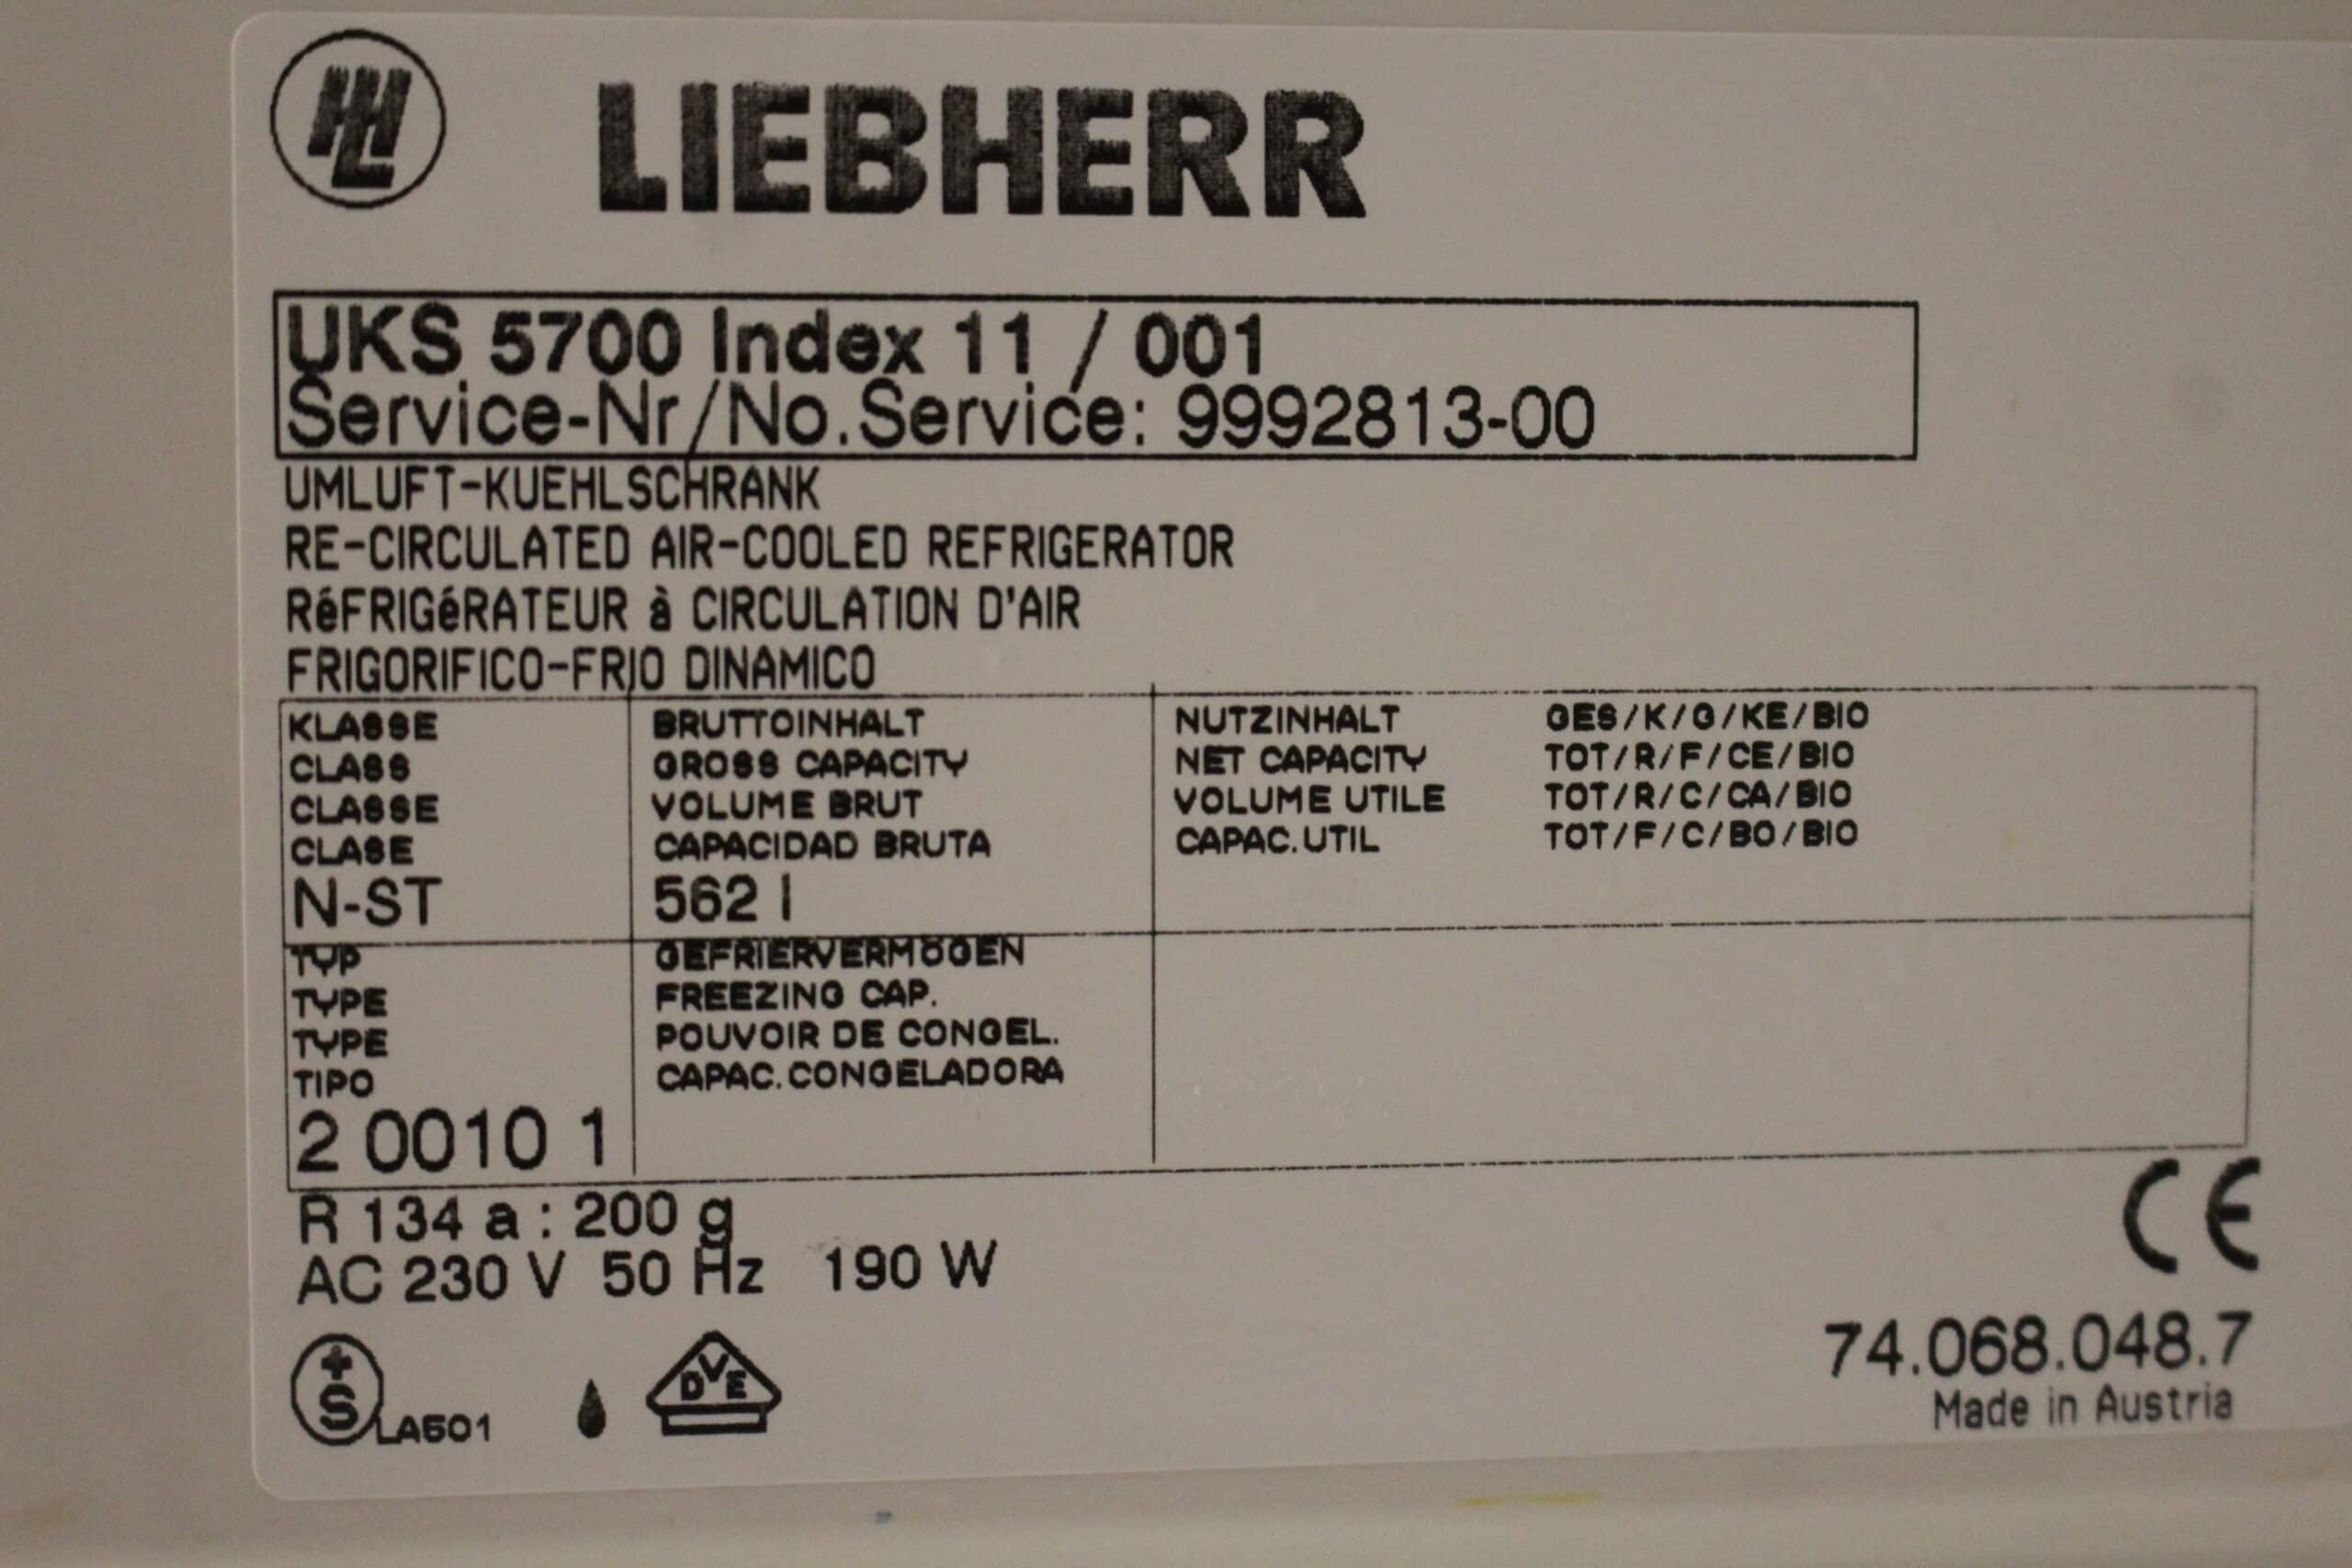 LIEBHERR
UKS 5700 Index 11 / 001
Service-Nr/No.Service: 9992813-00
UMLUFT-KUEHLSCHRANK
RE-CIRCULATED AIR-COOLED REFRIGERATOR
RéFRIGéRATEUR à CIRCULATION D'AIR
FRIGORIFICO-FRIO DINAMICO
KLASSE BRUTTOINHALT NUTZINHALT GES/K/G/KE/BIO
CLASS GROSS CAPACITY NET CAPACITY TOT/R/F/CE/BIO
CLASSE VOLUME BRUT VOLUME UTILE TOT/R/C/CA/BIO
CLASE CAPACIDAD BRUTA CAPAC.UTIL TOT/F/C/BO/BIO
N-ST 562 l
TYP GEFRIERVERMÖGEN
TYPE FREEZING CAP.
TYPE POUVOIR DE CONGEL.
TIPO CAPAC.CONGELADORA
2 0010 1
R 134 a : 200 g
AC 230 V 50 Hz 190 W
CE
74.068.048.7
Made in Austria
+S LA501
DVE